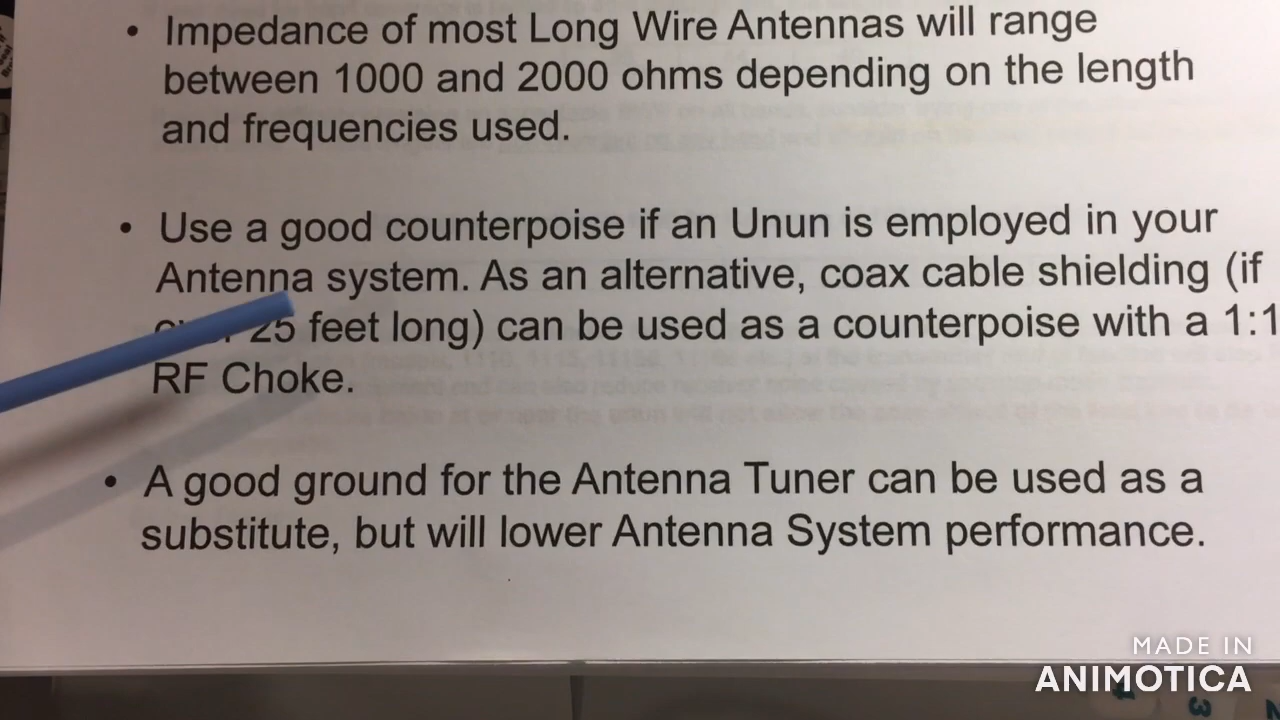 • Impedance of most Long Wire Antennas will range
between 1000 and 2000 ohms depending on the length
and frequencies used.
• Use a good counterpoise if an Unun is employed in your
Antenna system. As an alternative, coax cable shielding (if
25 feet long) can be used as a counterpoise with a 1:1
RF Choke.
• A good ground for the Antenna Tuner can be used as a
substitute, but will lower Antenna System performance.
MADE IN
ANIMOTICA